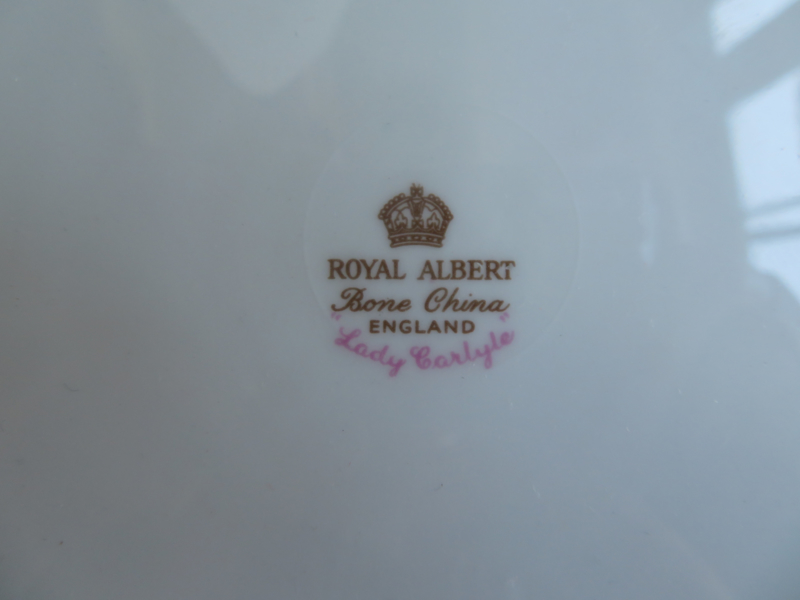 ROYAL ALBERT
Bone China
ENGLAND
"Lady Carlyle"